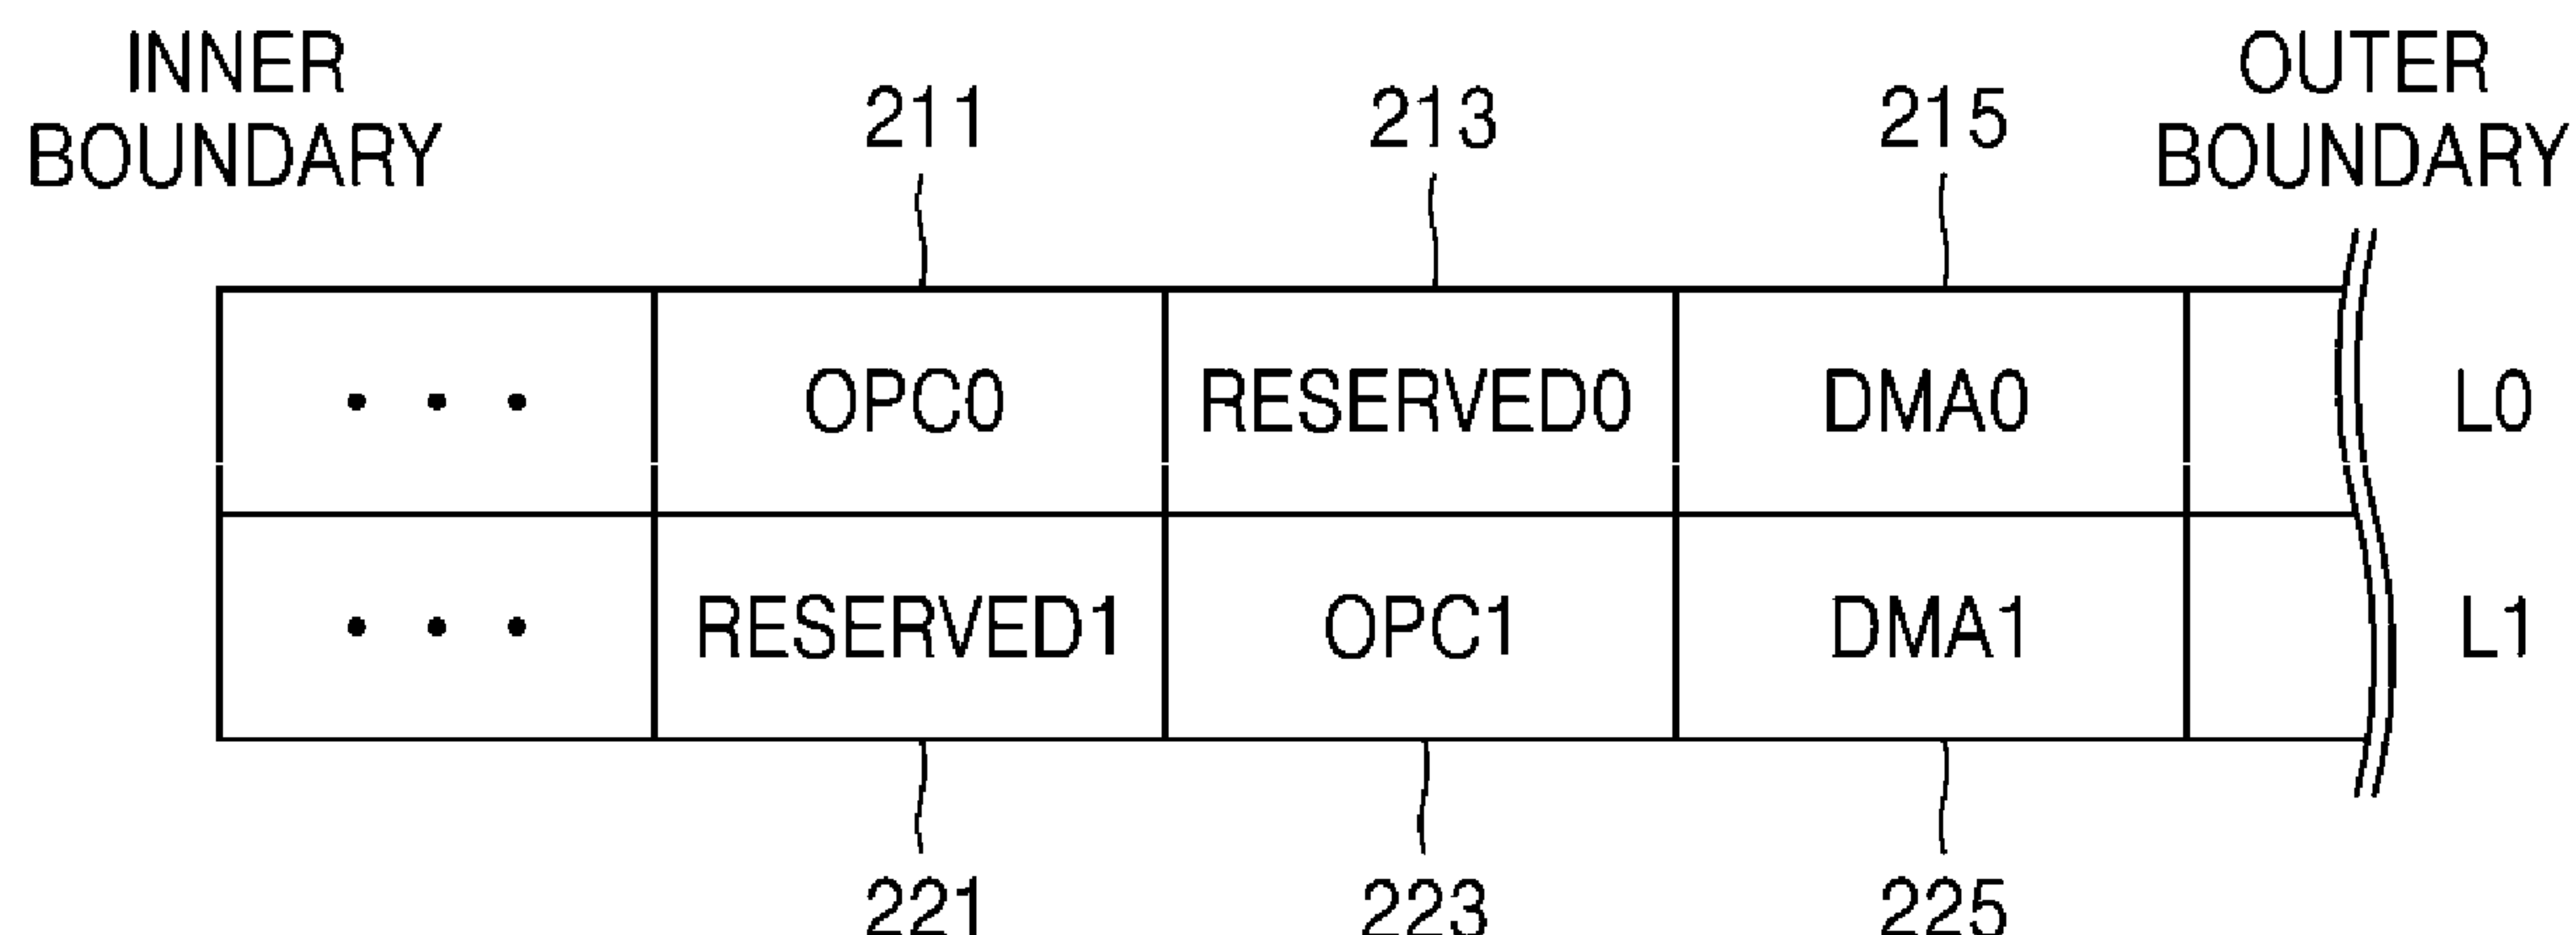 INNER
BOUNDARY
211
213
215
OUTER
BOUNDARY
• • •
OPC0
RESERVED0
DMA0
L0
• • •
RESERVED1
OPC1
DMA1
L1
221
223
225